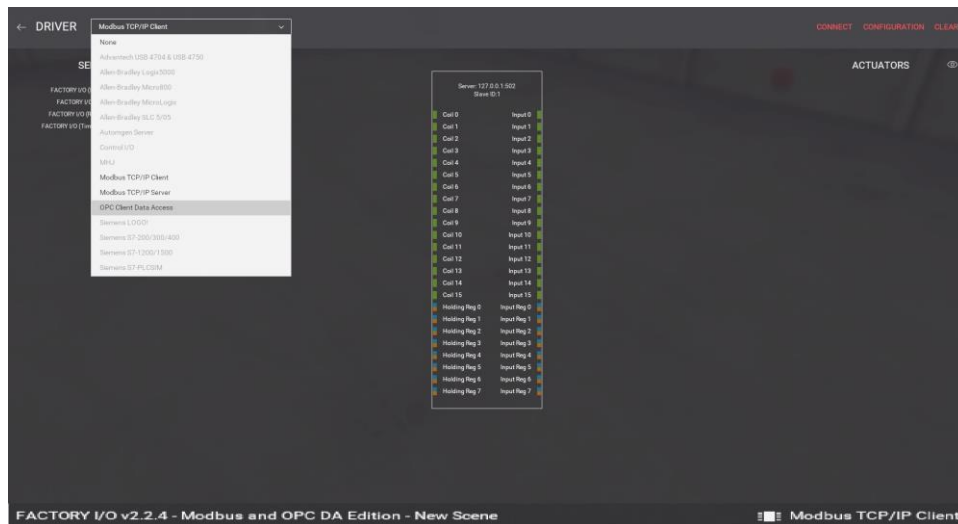 ← DRIVER Modbus TCP/IP Client CONNECT CONFIGURATION CLEAR
None
Advantech USB 4704 & USB 4750
Allen-Bradley Logix5000
Allen-Bradley Micro800
Allen-Bradley MicroLogix
Allen-Bradley SLC 5/05
Automgen Server
Control I/O
MHJ
Modbus TCP/IP Client
Modbus TCP/IP Server
OPC Client Data Access
Siemens LOGO!
Siemens S7-200/300/400
Siemens S7-1200/1500
Siemens S7-PLCSIM
SE
FACTORY I/O (
FACTORY I/O
FACTORY I/O (R
FACTORY I/O (Tim
Server: 127.0.0.1:502
Slave ID:1
Coil 0 Input 0
Coil 1 Input 1
Coil 2 Input 2
Coil 3 Input 3
Coil 4 Input 4
Coil 5 Input 5
Coil 6 Input 6
Coil 7 Input 7
Coil 8 Input 8
Coil 9 Input 9
Coil 10 Input 10
Coil 11 Input 11
Coil 12 Input 12
Coil 13 Input 13
Coil 14 Input 14
Coil 15 Input 15
Holding Reg 0 Input Reg 0
Holding Reg 1 Input Reg 1
Holding Reg 2 Input Reg 2
Holding Reg 3 Input Reg 3
Holding Reg 4 Input Reg 4
Holding Reg 5 Input Reg 5
Holding Reg 6 Input Reg 6
Holding Reg 7 Input Reg 7
ACTUATORS
FACTORY I/O v2.2.4 - Modbus and OPC DA Edition - New Scene Modbus TCP/IP Client